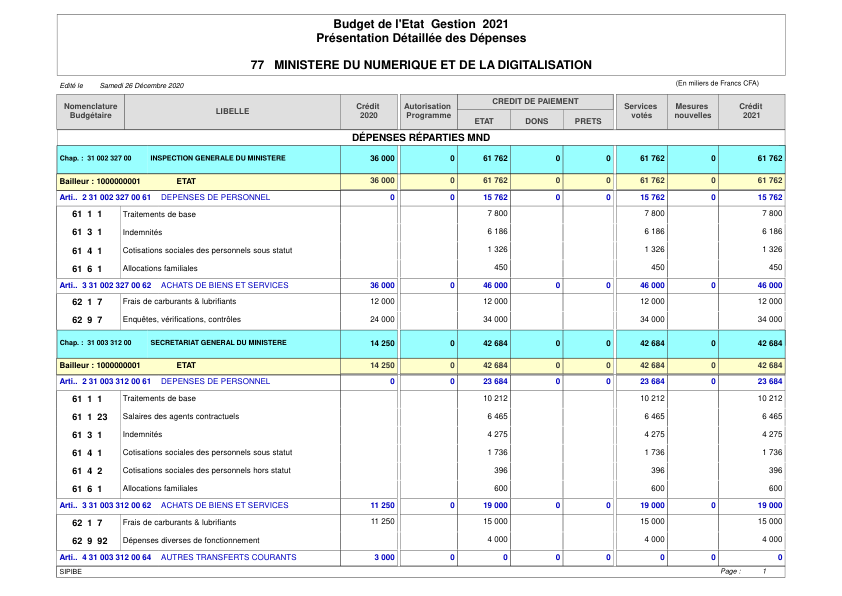 Budget de l'Etat Gestion 2021
Présentation Détaillée des Dépenses
77 MINISTERE DU NUMERIQUE ET DE LA DIGITALISATION
Edité le Samedi 26 Décembre 2020 (En miliers de Francs CFA)
Nomenclature Budgétaire LIBELLE Crédit 2020 Autorisation Programme CREDIT DE PAIEMENT Services votés Mesures nouvelles Crédit 2021
ETAT DONS PRETS
DÉPENSES RÉPARTIES MND
Chap. : 31 002 327 00 INSPECTION GENERALE DU MINISTERE 36 000 0 61 762 0 0 61 762 0 61 762
Bailleur : 1000000001 ETAT 36 000 0 61 762 0 0 61 762 0 61 762
Arti.. 2 31 002 327 00 61 DEPENSES DE PERSONNEL 0 0 15 762 0 0 15 762 0 15 762
61 1 1 Traitements de base 7 800 7 800 7 800
61 3 1 Indemnités 6 186 6 186 6 186
61 4 1 Cotisations sociales des personnels sous statut 1 326 1 326 1 326
61 6 1 Allocations familiales 450 450 450
Arti.. 3 31 002 327 00 62 ACHATS DE BIENS ET SERVICES 36 000 0 46 000 0 0 46 000 0 46 000
62 1 7 Frais de carburants & lubrifiants 12 000 12 000 12 000 12 000
62 9 7 Enquêtes, vérifications, contrôles 24 000 34 000 34 000 34 000
Chap. : 31 003 312 00 SECRETARIAT GENERAL DU MINISTERE 14 250 0 42 684 0 0 42 684 0 42 684
Bailleur : 1000000001 ETAT 14 250 0 42 684 0 0 42 684 0 42 684
Arti.. 2 31 003 312 00 61 DEPENSES DE PERSONNEL 0 0 23 684 0 0 23 684 0 23 684
61 1 1 Traitements de base 10 212 10 212 10 212
61 1 23 Salaires des agents contractuels 6 465 6 465 6 465
61 3 1 Indemnités 4 275 4 275 4 275
61 4 1 Cotisations sociales des personnels sous statut 1 736 1 736 1 736
61 4 2 Cotisations sociales des personnels hors statut 396 396 396
61 6 1 Allocations familiales 600 600 600
Arti.. 3 31 003 312 00 62 ACHATS DE BIENS ET SERVICES 11 250 0 19 000 0 0 19 000 0 19 000
62 1 7 Frais de carburants & lubrifiants 11 250 15 000 15 000 15 000
62 9 92 Dépenses diverses de fonctionnement 4 000 4 000 4 000
Arti.. 4 31 003 312 00 64 AUTRES TRANSFERTS COURANTS 3 000 0 0 0 0 0 0 0
SIPIBE Page : 1